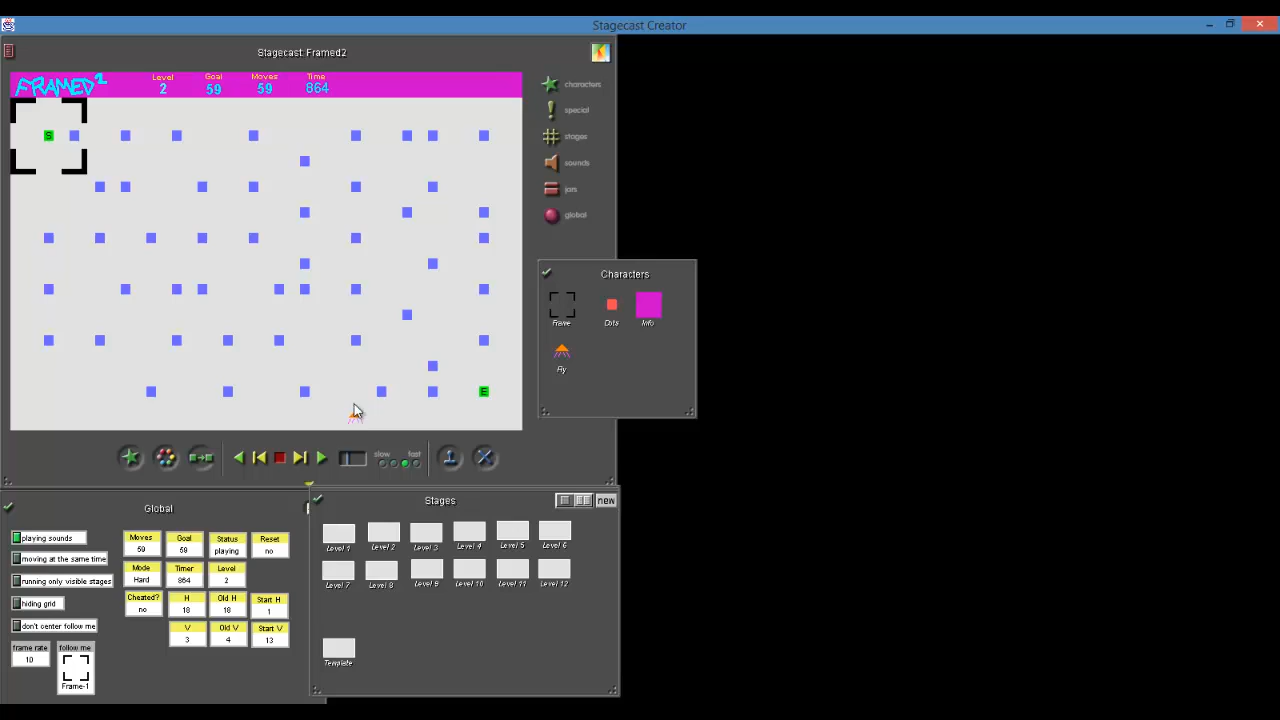 Stagecast Creator
Stagecast: Framed2
FRAMED2 Level Goal Moves Time
2 59 59 864
S
E
characters
special
stages
sounds
jars
global
Characters
Frame Dots Info
Fly
slow fast
Global
playing sounds
moving at the same time
running only visible stages
hiding grid
don't center follow me
frame rate
10
follow me
Frame-1
Moves Goal Status Reset
59 59 playing no
Mode Timer Level
Hard 864 2
Cheated? H Old H Start H
no 18 18 1
V Old V Start V
3 4 13
Stages
new
Level 1 Level 2 Level 3 Level 4 Level 5 Level 6
Level 7 Level 8 Level 9 Level 10 Level 11 Level 12
Template